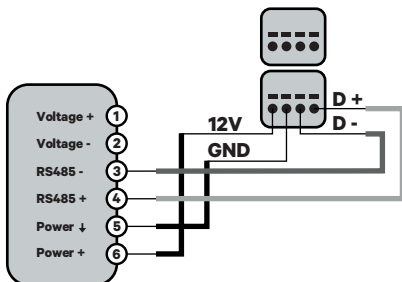 D +
12V
D -
GND
Voltage + 1
Voltage - 2
RS485 - 3
RS485 + 4
Power ⏚ 5
Power + 6